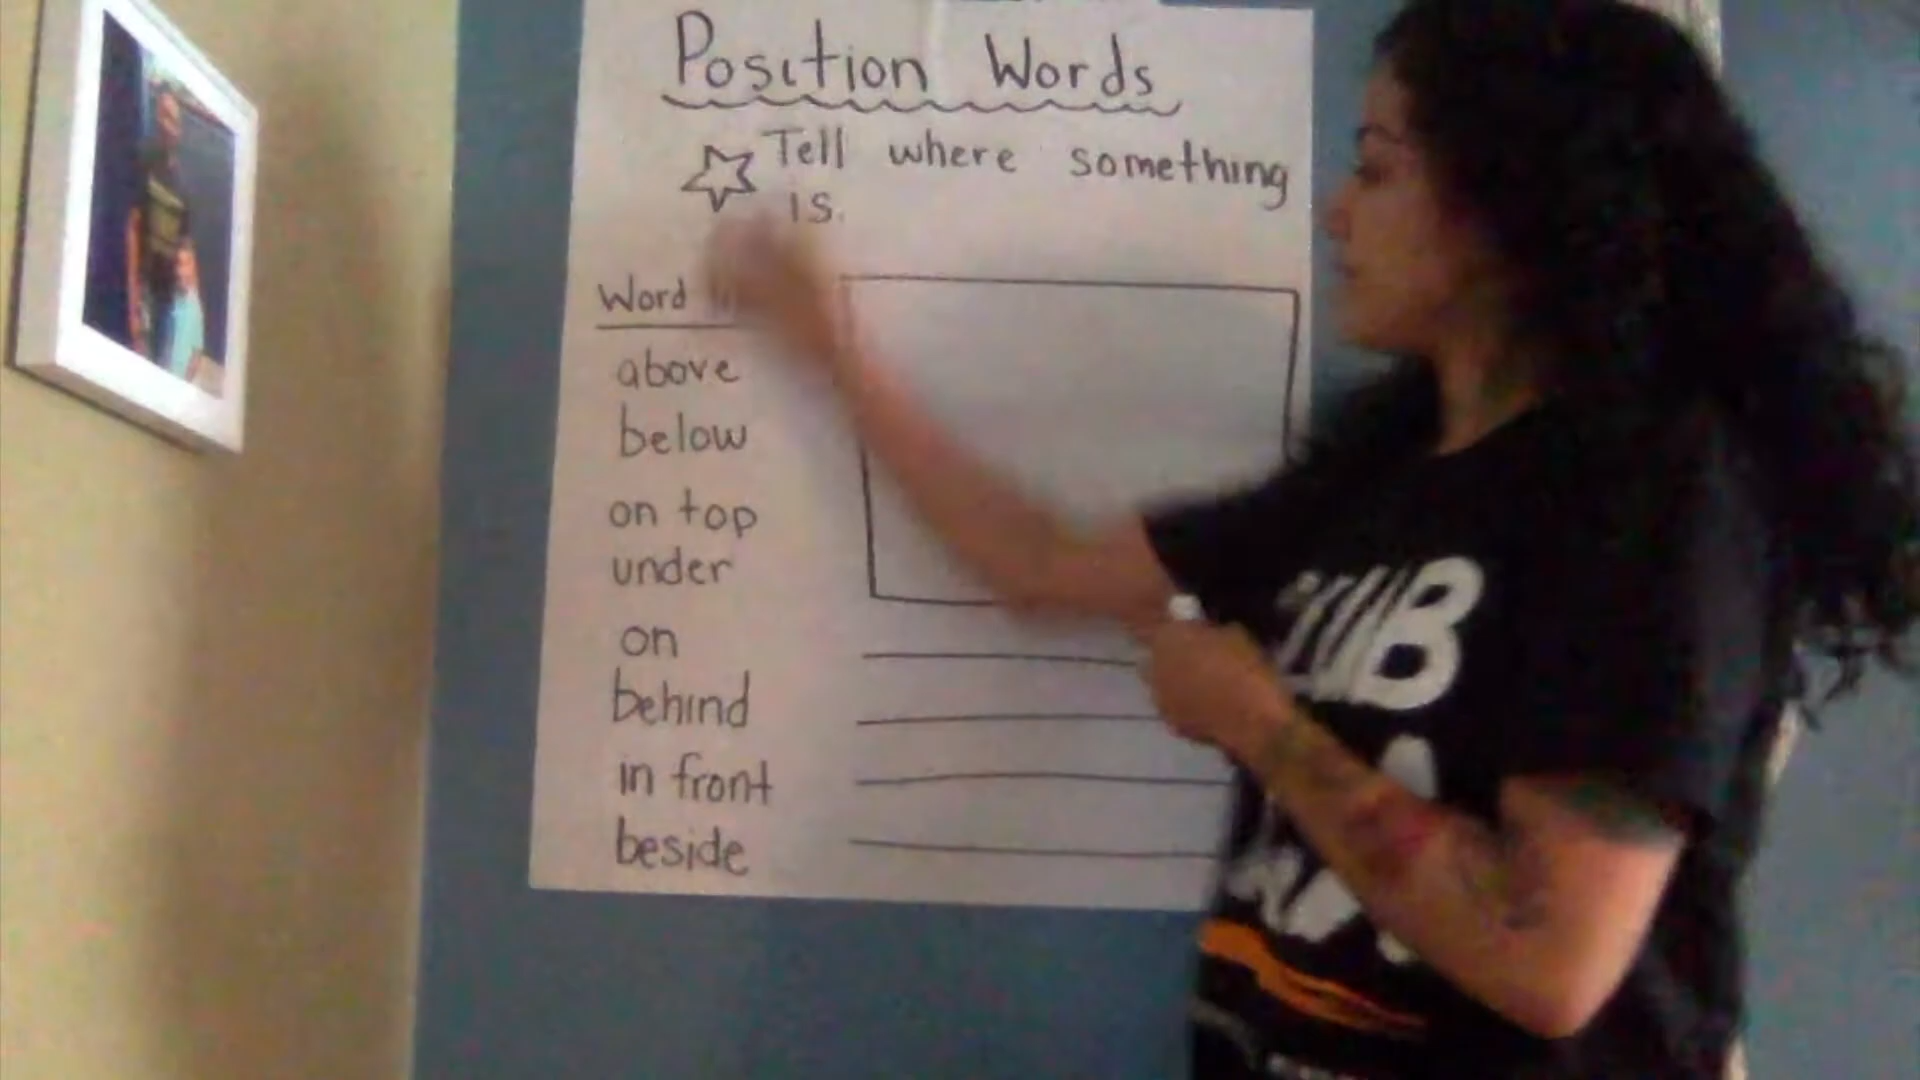 Position Words
Tell where something
is.
Word
above
below
on top
under
on
behind
in front
beside